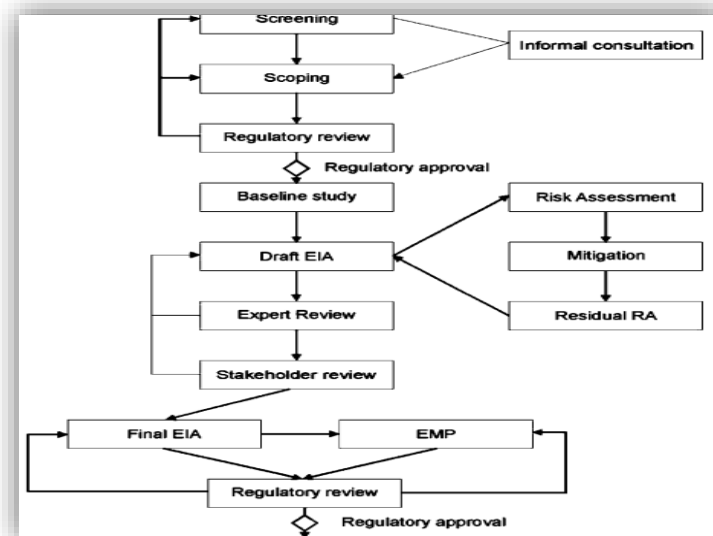 Screening
Informal consultation
Scoping
Regulatory review
Regulatory approval
Baseline study
Risk Assessment
Draft EIA
Mitigation
Expert Review
Residual RA
Stakeholder review
Final EIA
EMP
Regulatory review
Regulatory approval